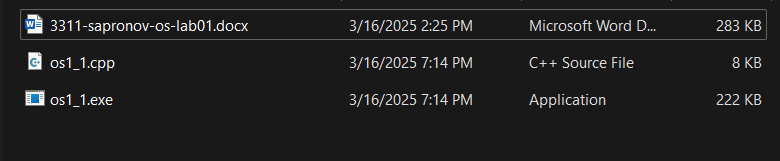 3311-sapronov-os-lab01.docx 3/16/2025 2:25 PM Microsoft Word D... 283 KB
os1_1.cpp 3/16/2025 7:14 PM C++ Source File 8 KB
os1_1.exe 3/16/2025 7:14 PM Application 222 KB